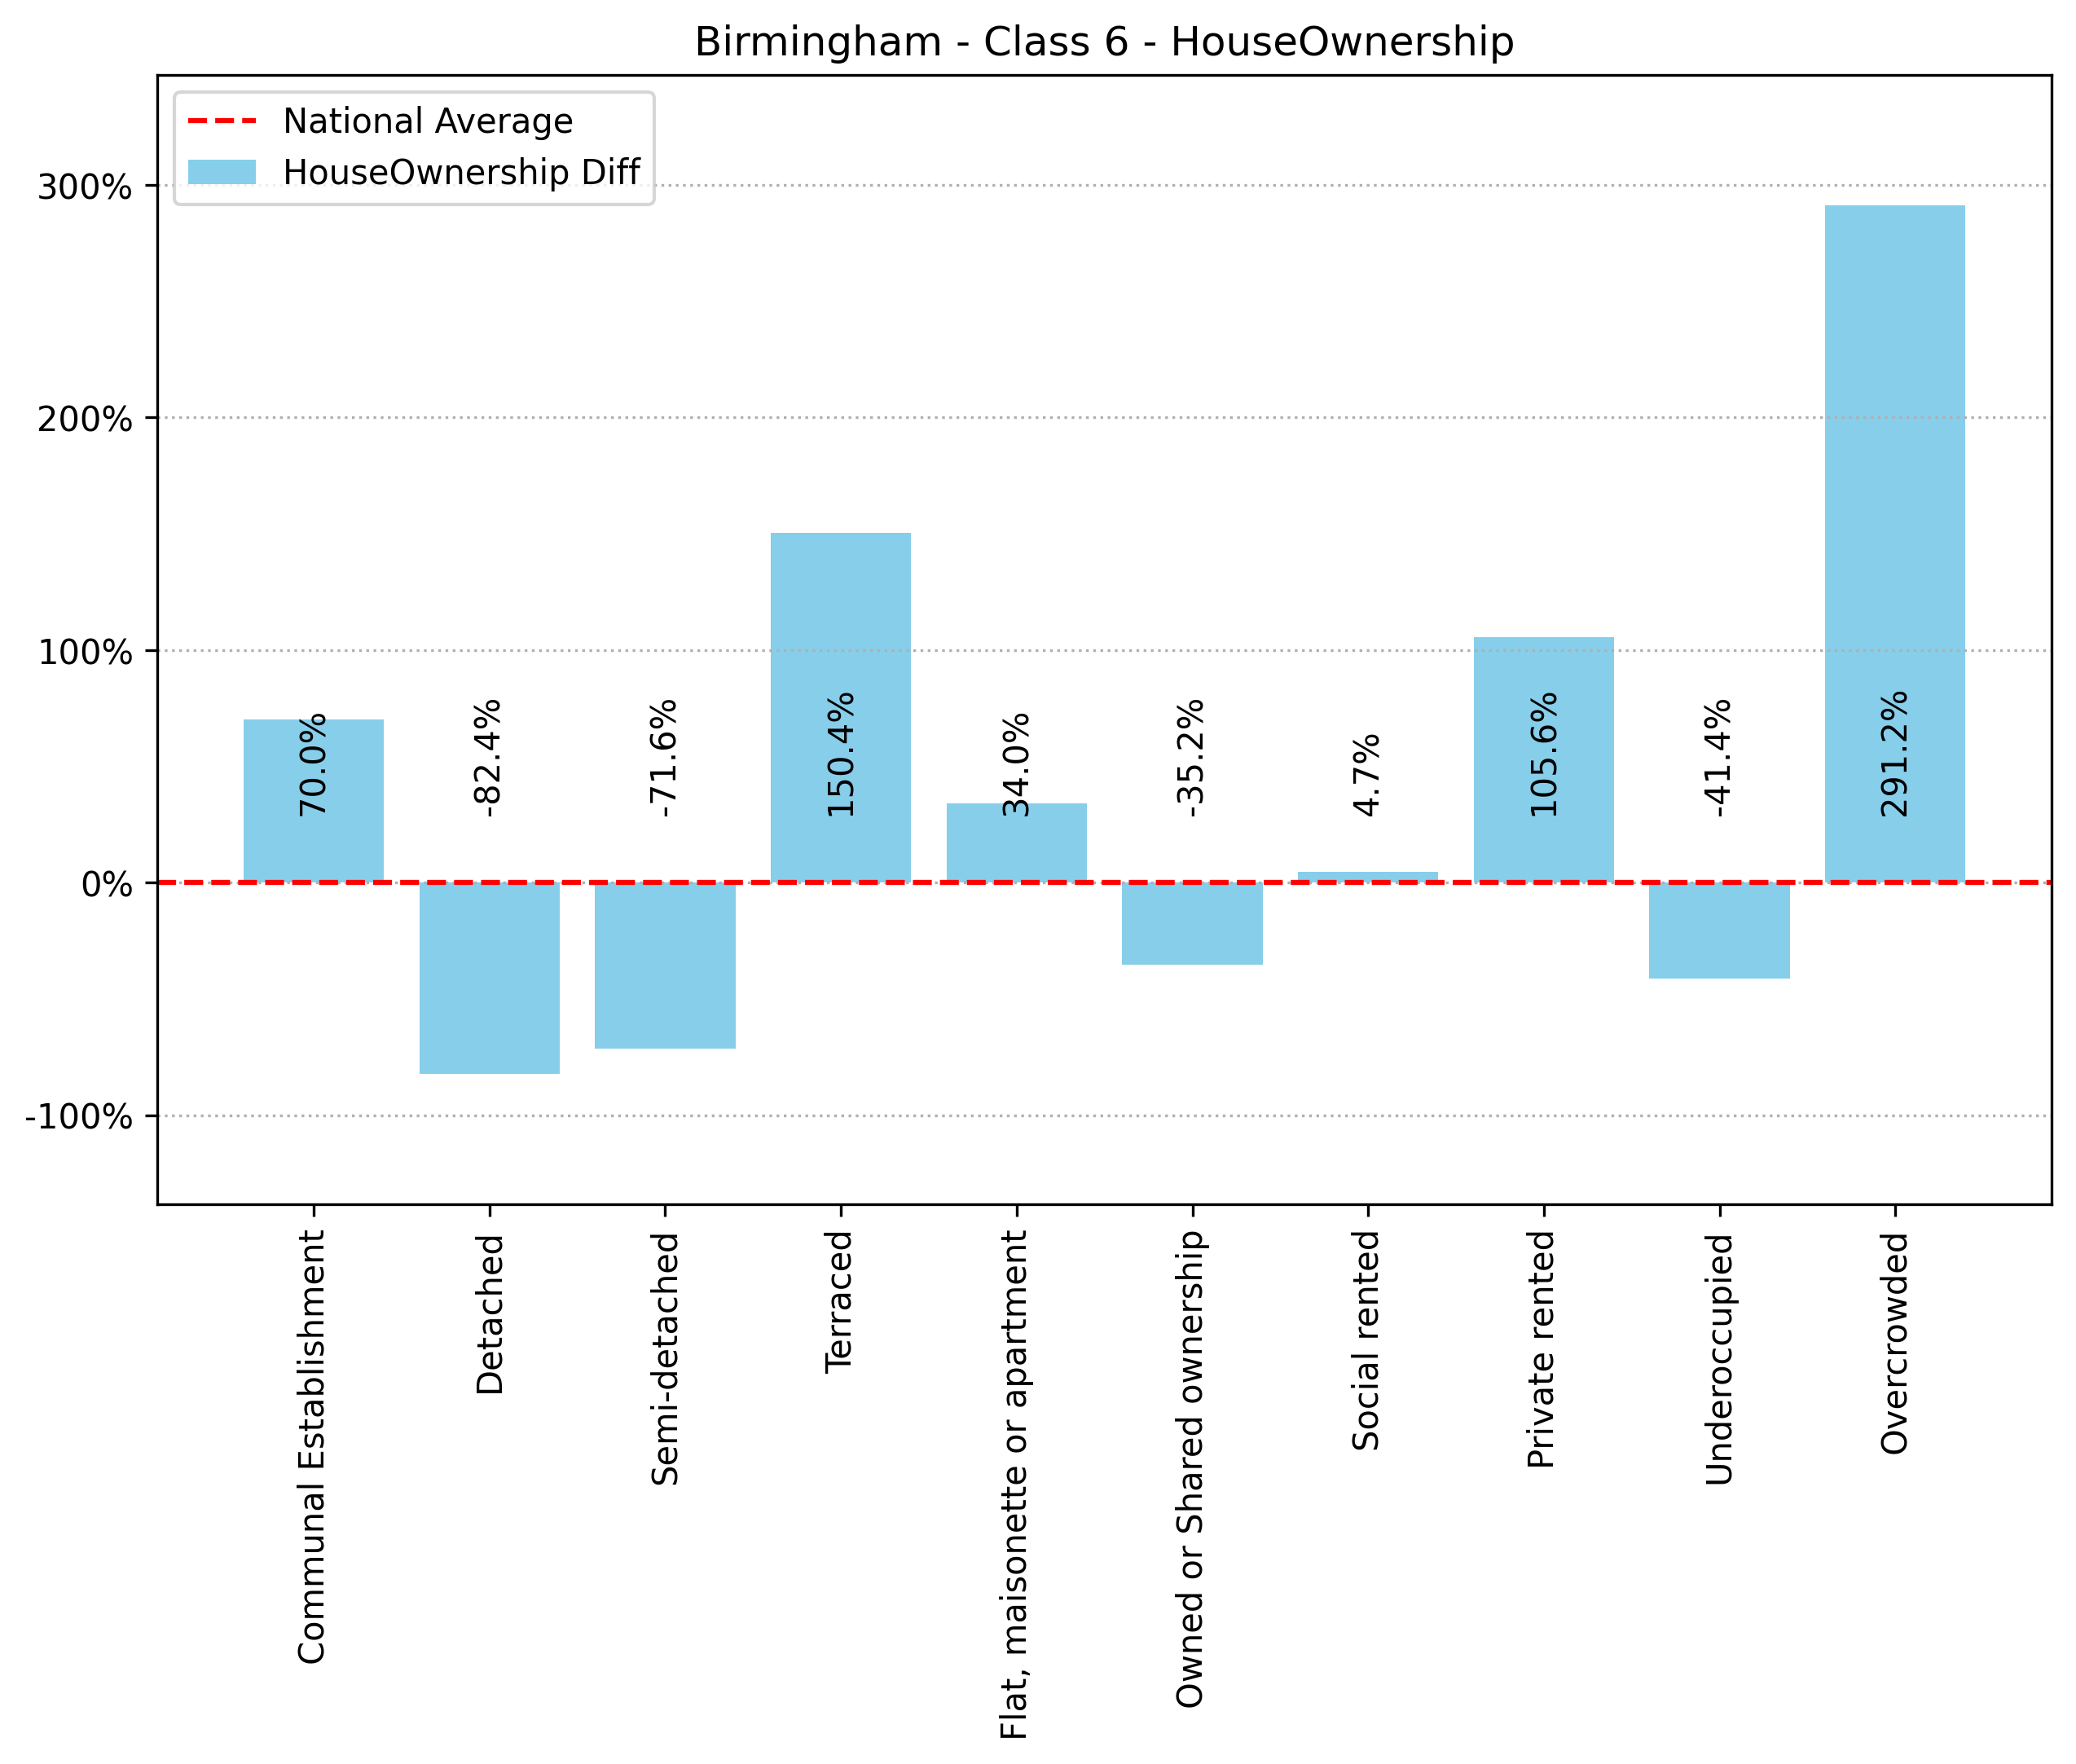 Birmingham - Class 6 - HouseOwnership
National Average
HouseOwnership Diff
300%
200%
100%
0%
-100%
70.0%
-82.4%
-71.6%
150.4%
34.0%
-35.2%
4.7%
105.6%
-41.4%
291.2%
Communal Establishment
Detached
Semi-detached
Terraced
Flat, maisonette or apartment
Owned or Shared ownership
Social rented
Private rented
Underoccupied
Overcrowded